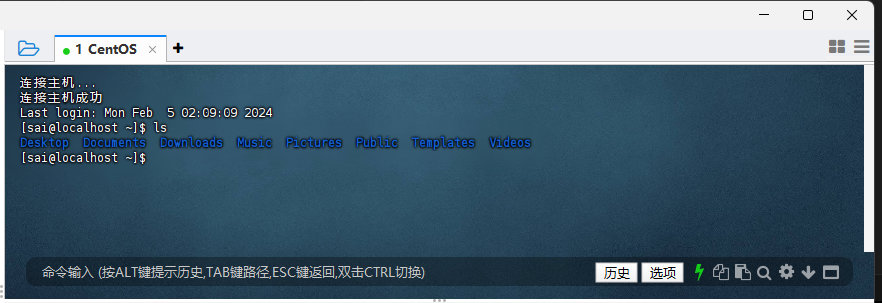 1 CentOS
连接主机...
连接主机成功
Last login: Mon Feb  5 02:09:09 2024
[sai@localhost ~]$ ls
Desktop  Documents  Downloads  Music  Pictures  Public  Templates  Videos
[sai@localhost ~]$
命令输入 (按ALT键提示历史,TAB键路径,ESC键返回,双击CTRL切换) 历史 选项